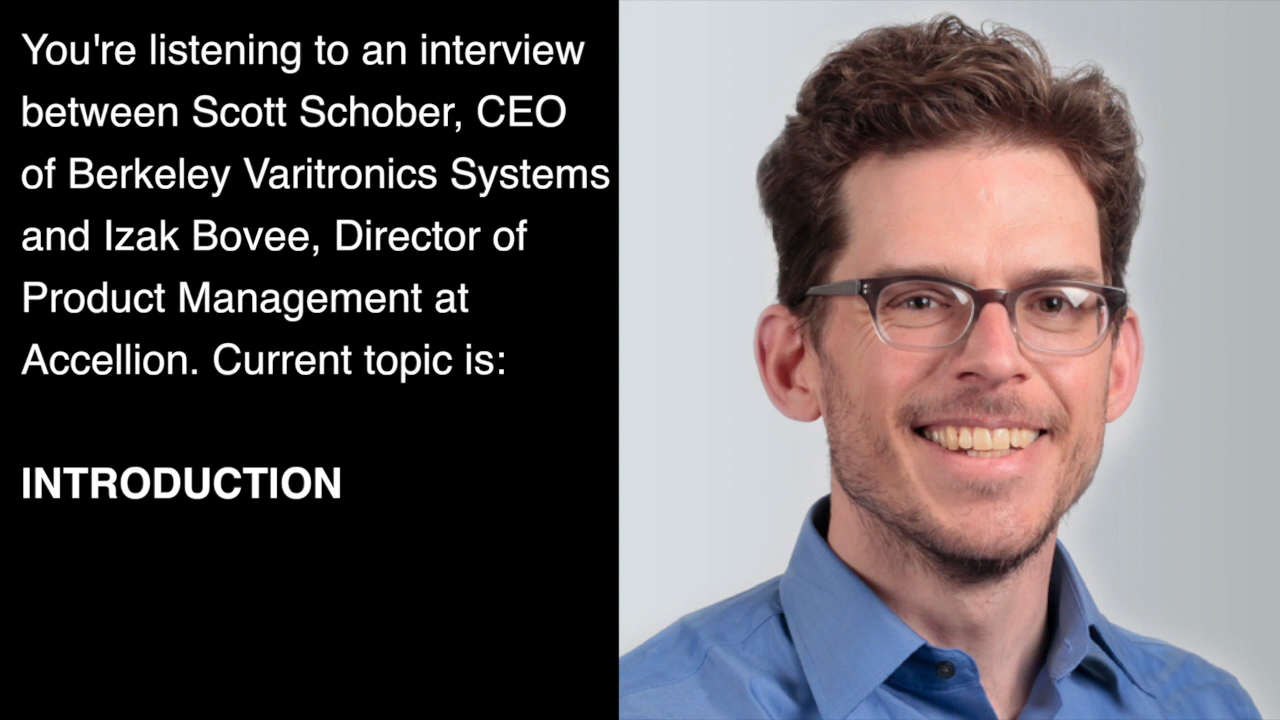 You're listening to an interview
between Scott Schober, CEO
of Berkeley Varitronics Systems
and Izak Bovee, Director of
Product Management at
Accellion. Current topic is:
INTRODUCTION